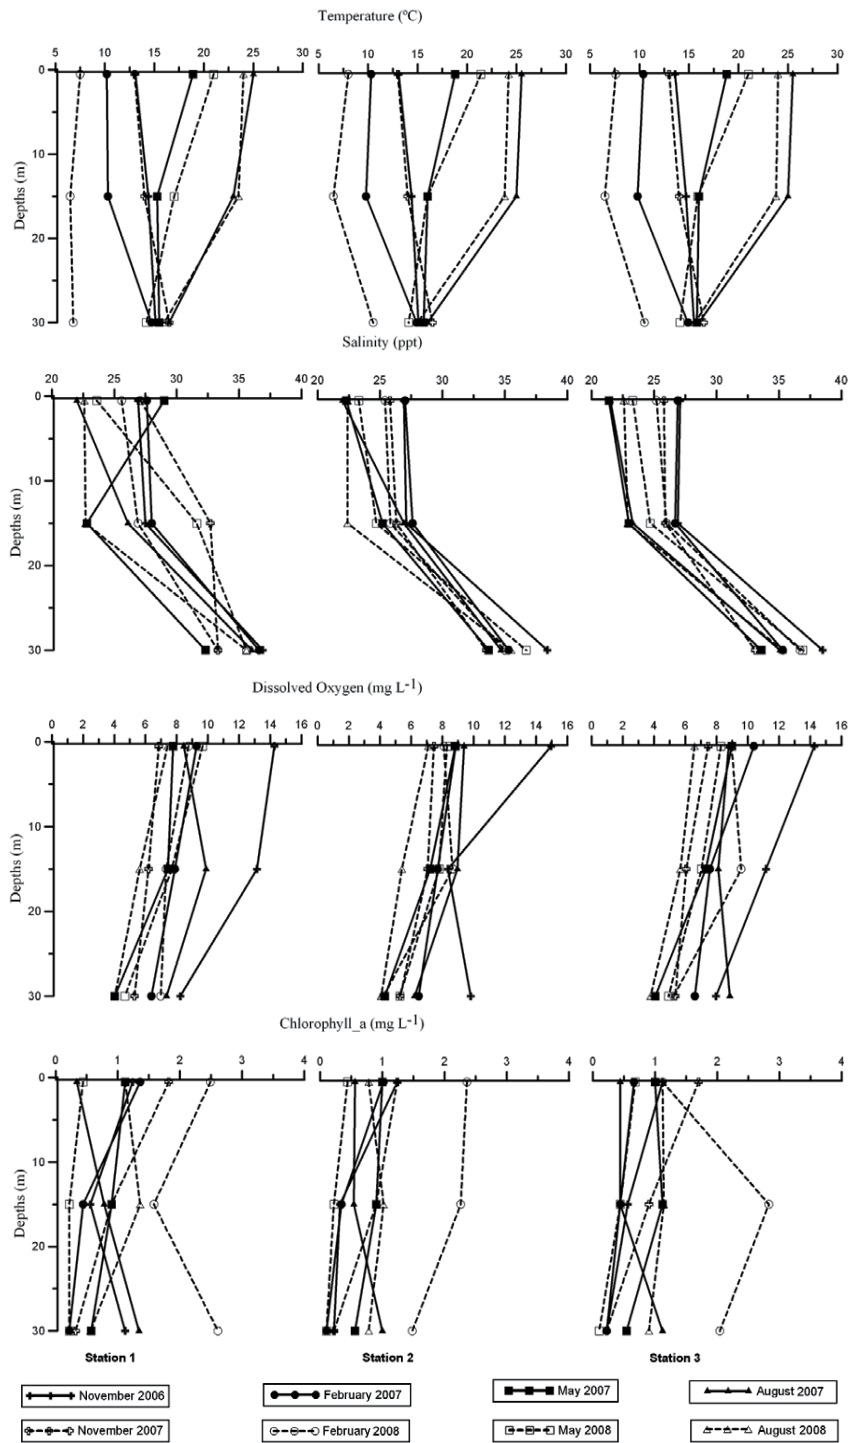 Temperature (ºC)
5 10 15 20 25 30 5 10 15 20 25 30 5 10 15 20 25 30
0
10
20
30
Depths (m)
Salinity (ppt)
20 25 30 35 40 20 25 30 35 40 20 25 30 35 40
0
10
20
30
Depths (m)
Dissolved Oxygen (mg L-1)
0 2 4 6 8 10 12 14 16 0 2 4 6 8 10 12 14 16 0 2 4 6 8 10 12 14 16
0
10
20
30
Depths (m)
Chlorophyll_a (mg L-1)
0 1 2 3 4 0 1 2 3 4 0 1 2 3 4
0
10
20
30
Depths (m)
Station 1 Station 2 Station 3
November 2006 February 2007 May 2007 August 2007
November 2007 February 2008 May 2008 August 2008